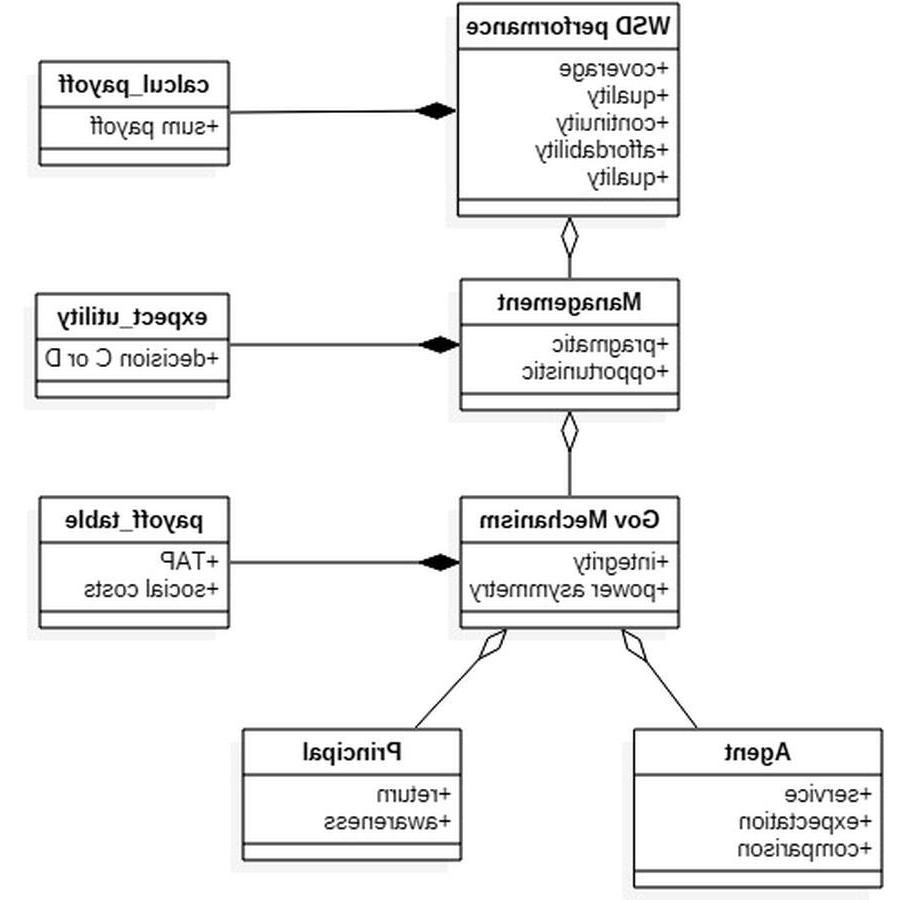 WSD performance
+coverage
+quality
+continuity
+affordability
+quality
calcul_payoff
+sum payoff
Management
+pragmatic
+opportunistic
expect_utility
+decision C or D
Gov Mechanism
+integrity
+power asymmetry
payoff_table
+TAP
+social costs
Principal
+return
+awareness
Agent
+service
+expectation
+comparison